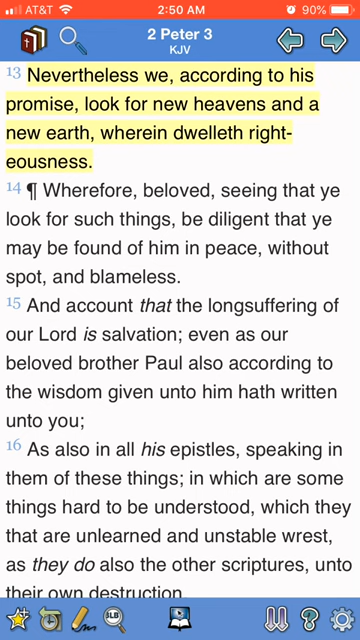 AT&T 2:50 AM 90%
2 Peter 3
KJV
13 Nevertheless we, according to his
promise, look for new heavens and a
new earth, wherein dwelleth right-
eousness.
14 ¶ Wherefore, beloved, seeing that ye
look for such things, be diligent that ye
may be found of him in peace, without
spot, and blameless.
15 And account that the longsuffering of
our Lord is salvation; even as our
beloved brother Paul also according to
the wisdom given unto him hath written
unto you;
16 As also in all his epistles, speaking in
them of these things; in which are some
things hard to be understood, which they
that are unlearned and unstable wrest,
as they do also the other scriptures, unto
their own destruction.
SLB